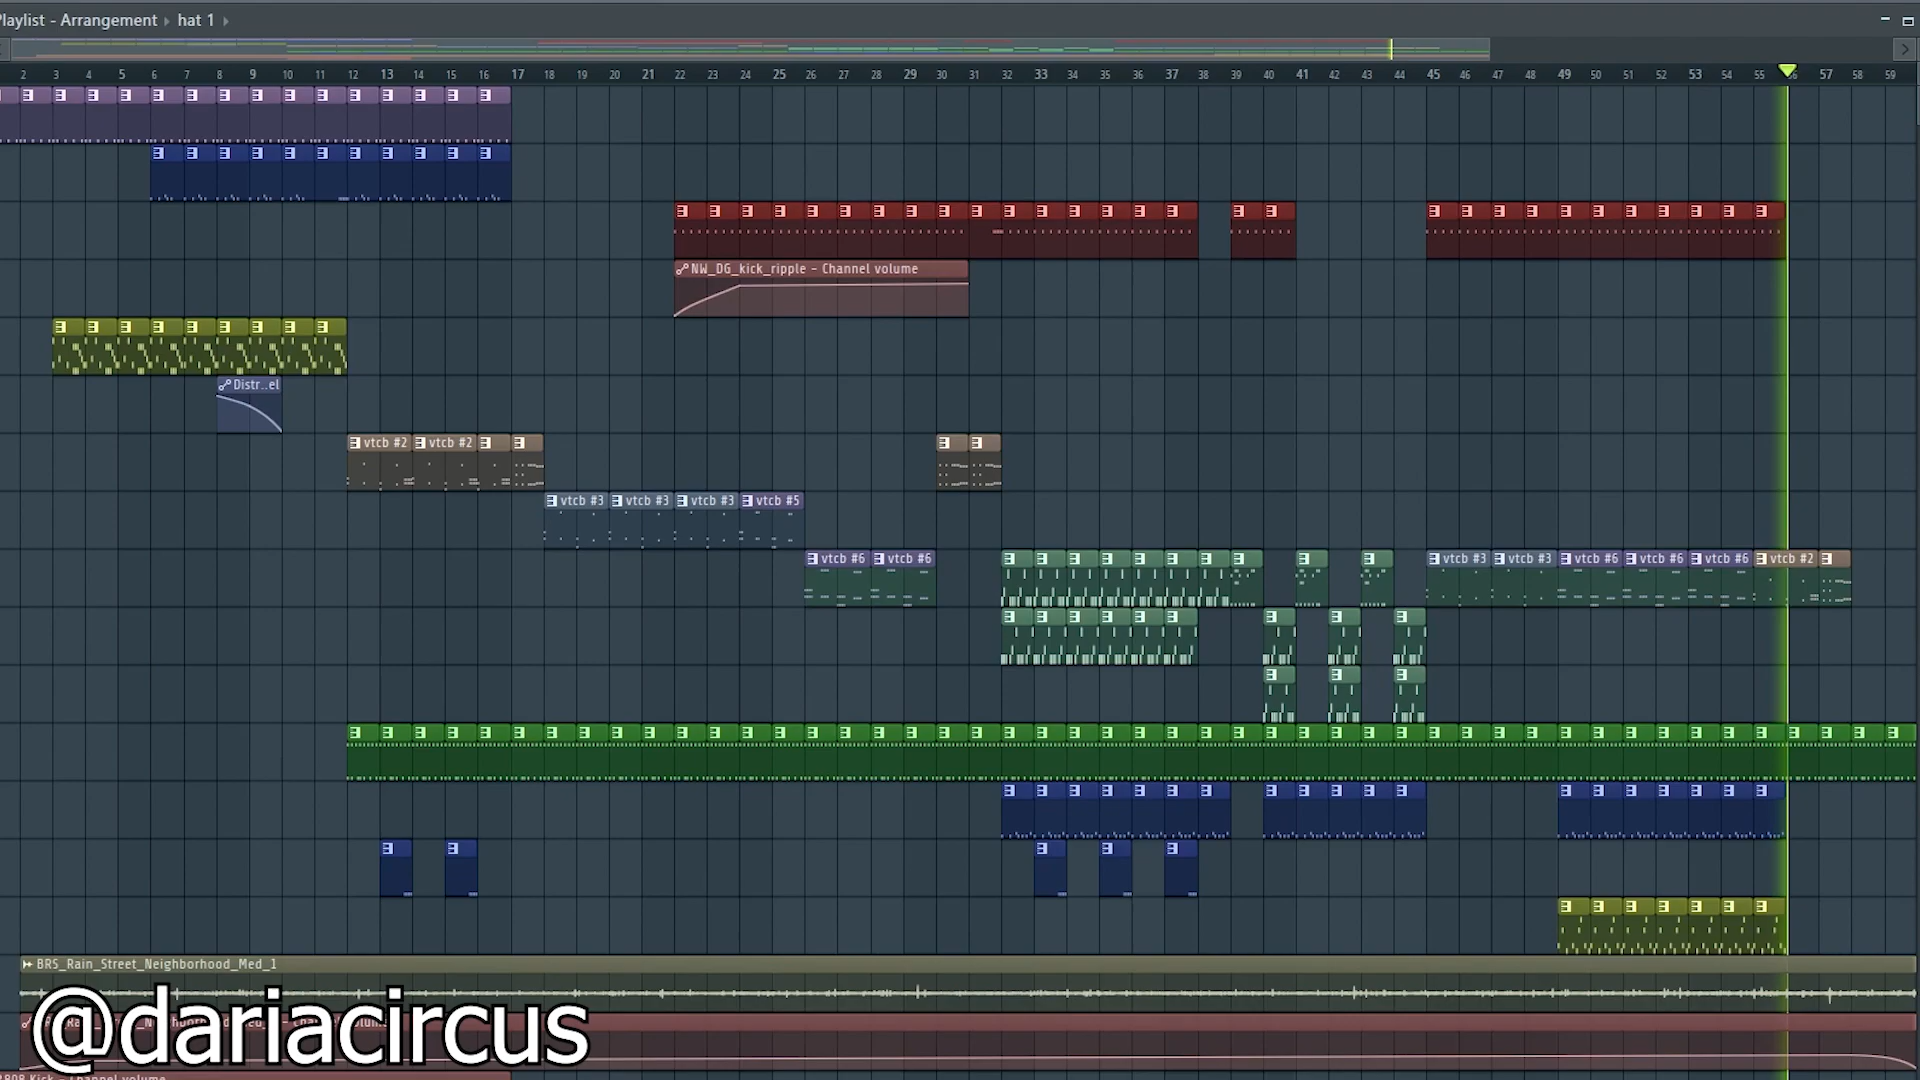 Playlist - Arrangement ▸ hat 1 ▸
2 3 4 5 6 7 8 9 10 11 12 13 14 15 16 17 18 19 20 21 22 23 24 25 26 27 28 29 30 31 32 33 34 35 36 37 38 39 40 41 42 43 44 45 46 47 48 49 50 51 52 53 54 55 56 57 58 59
NW_DG_kick_ripple - Channel volume
Distr..el
vtcb #2 vtcb #2
vtcb #3 vtcb #3 vtcb #3 vtcb #5
vtcb #6 vtcb #6 vtcb #3 vtcb #3 vtcb #6 vtcb #6 vtcb #6 vtcb #2
BRS_Rain_Street_Neighborhood_Med_1
@dariacircus
Kick - Channel volume